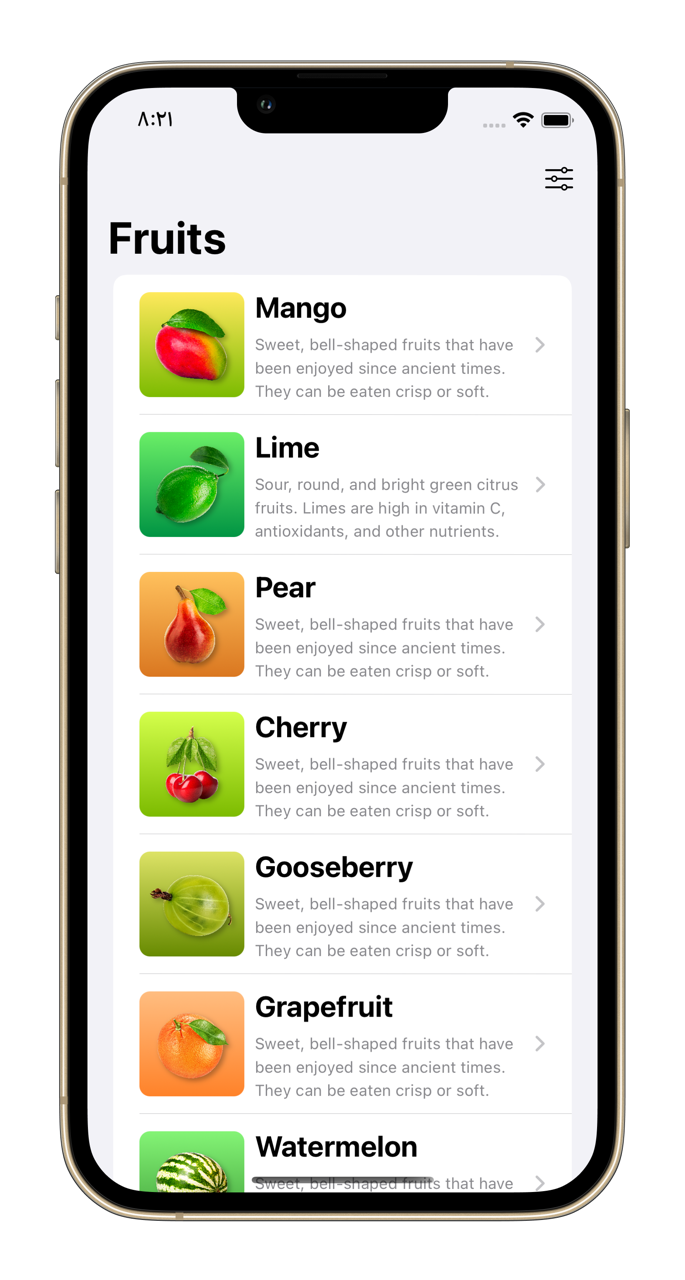 ۸:۲۱
Fruits
Mango
Sweet, bell-shaped fruits that have
been enjoyed since ancient times.
They can be eaten crisp or soft.
Lime
Sour, round, and bright green citrus
fruits. Limes are high in vitamin C,
antioxidants, and other nutrients.
Pear
Sweet, bell-shaped fruits that have
been enjoyed since ancient times.
They can be eaten crisp or soft.
Cherry
Sweet, bell-shaped fruits that have
been enjoyed since ancient times.
They can be eaten crisp or soft.
Gooseberry
Sweet, bell-shaped fruits that have
been enjoyed since ancient times.
They can be eaten crisp or soft.
Grapefruit
Sweet, bell-shaped fruits that have
been enjoyed since ancient times.
They can be eaten crisp or soft.
Watermelon
Sweet, bell-shaped fruits that have